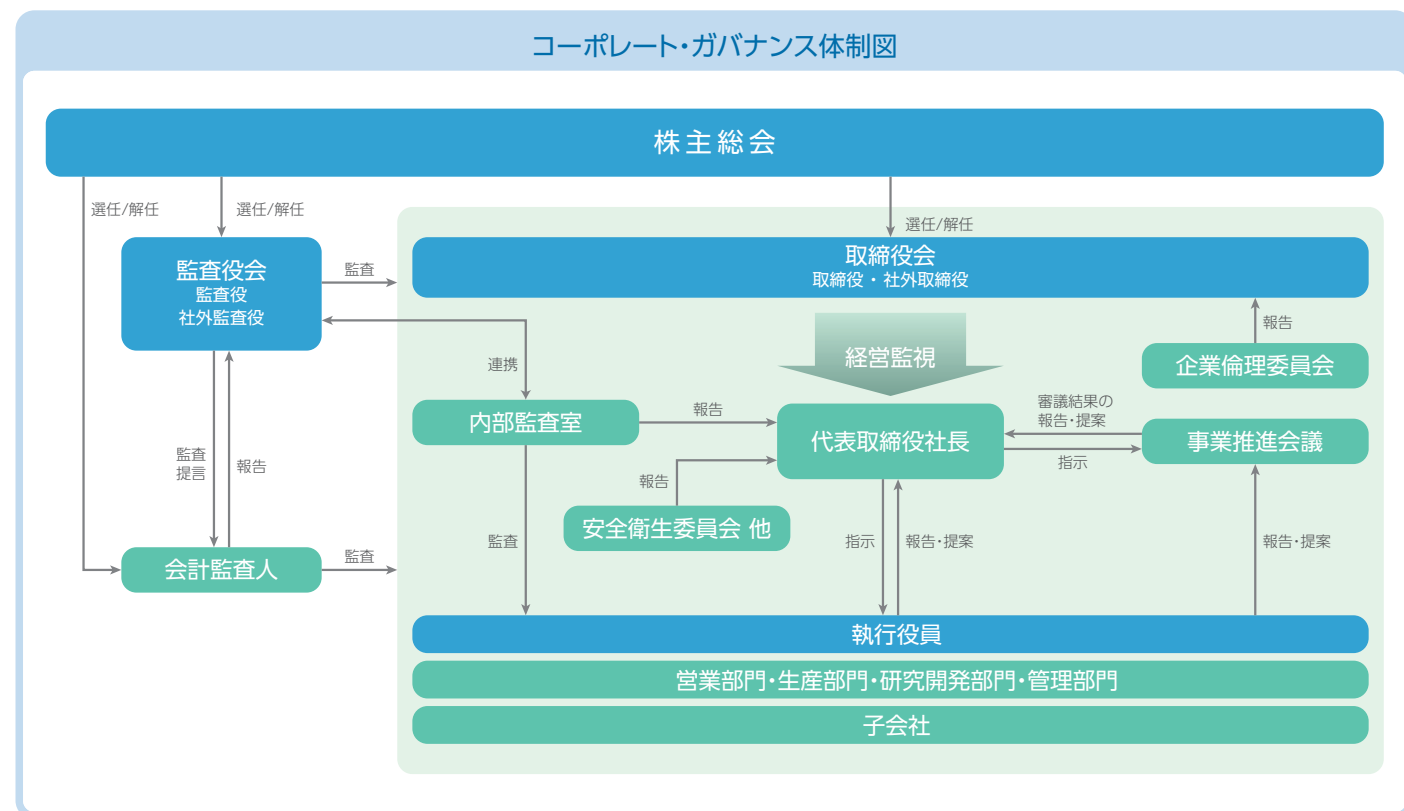 コーポレート・ガバナンス体制図
株主総会
選任/解任
選任/解任
選任/解任
監査役会
監査役
社外監査役
監査
取締役会
取締役・社外取締役
報告
連携
経営監視
企業倫理委員会
内部監査室
報告
代表取締役社長
審議結果の
報告・提案
指示
事業推進会議
監査
提言
報告
報告
安全衛生委員会 他
監査
指示
報告・提案
報告・提案
会計監査人
監査
執行役員
営業部門・生産部門・研究開発部門・管理部門
子会社